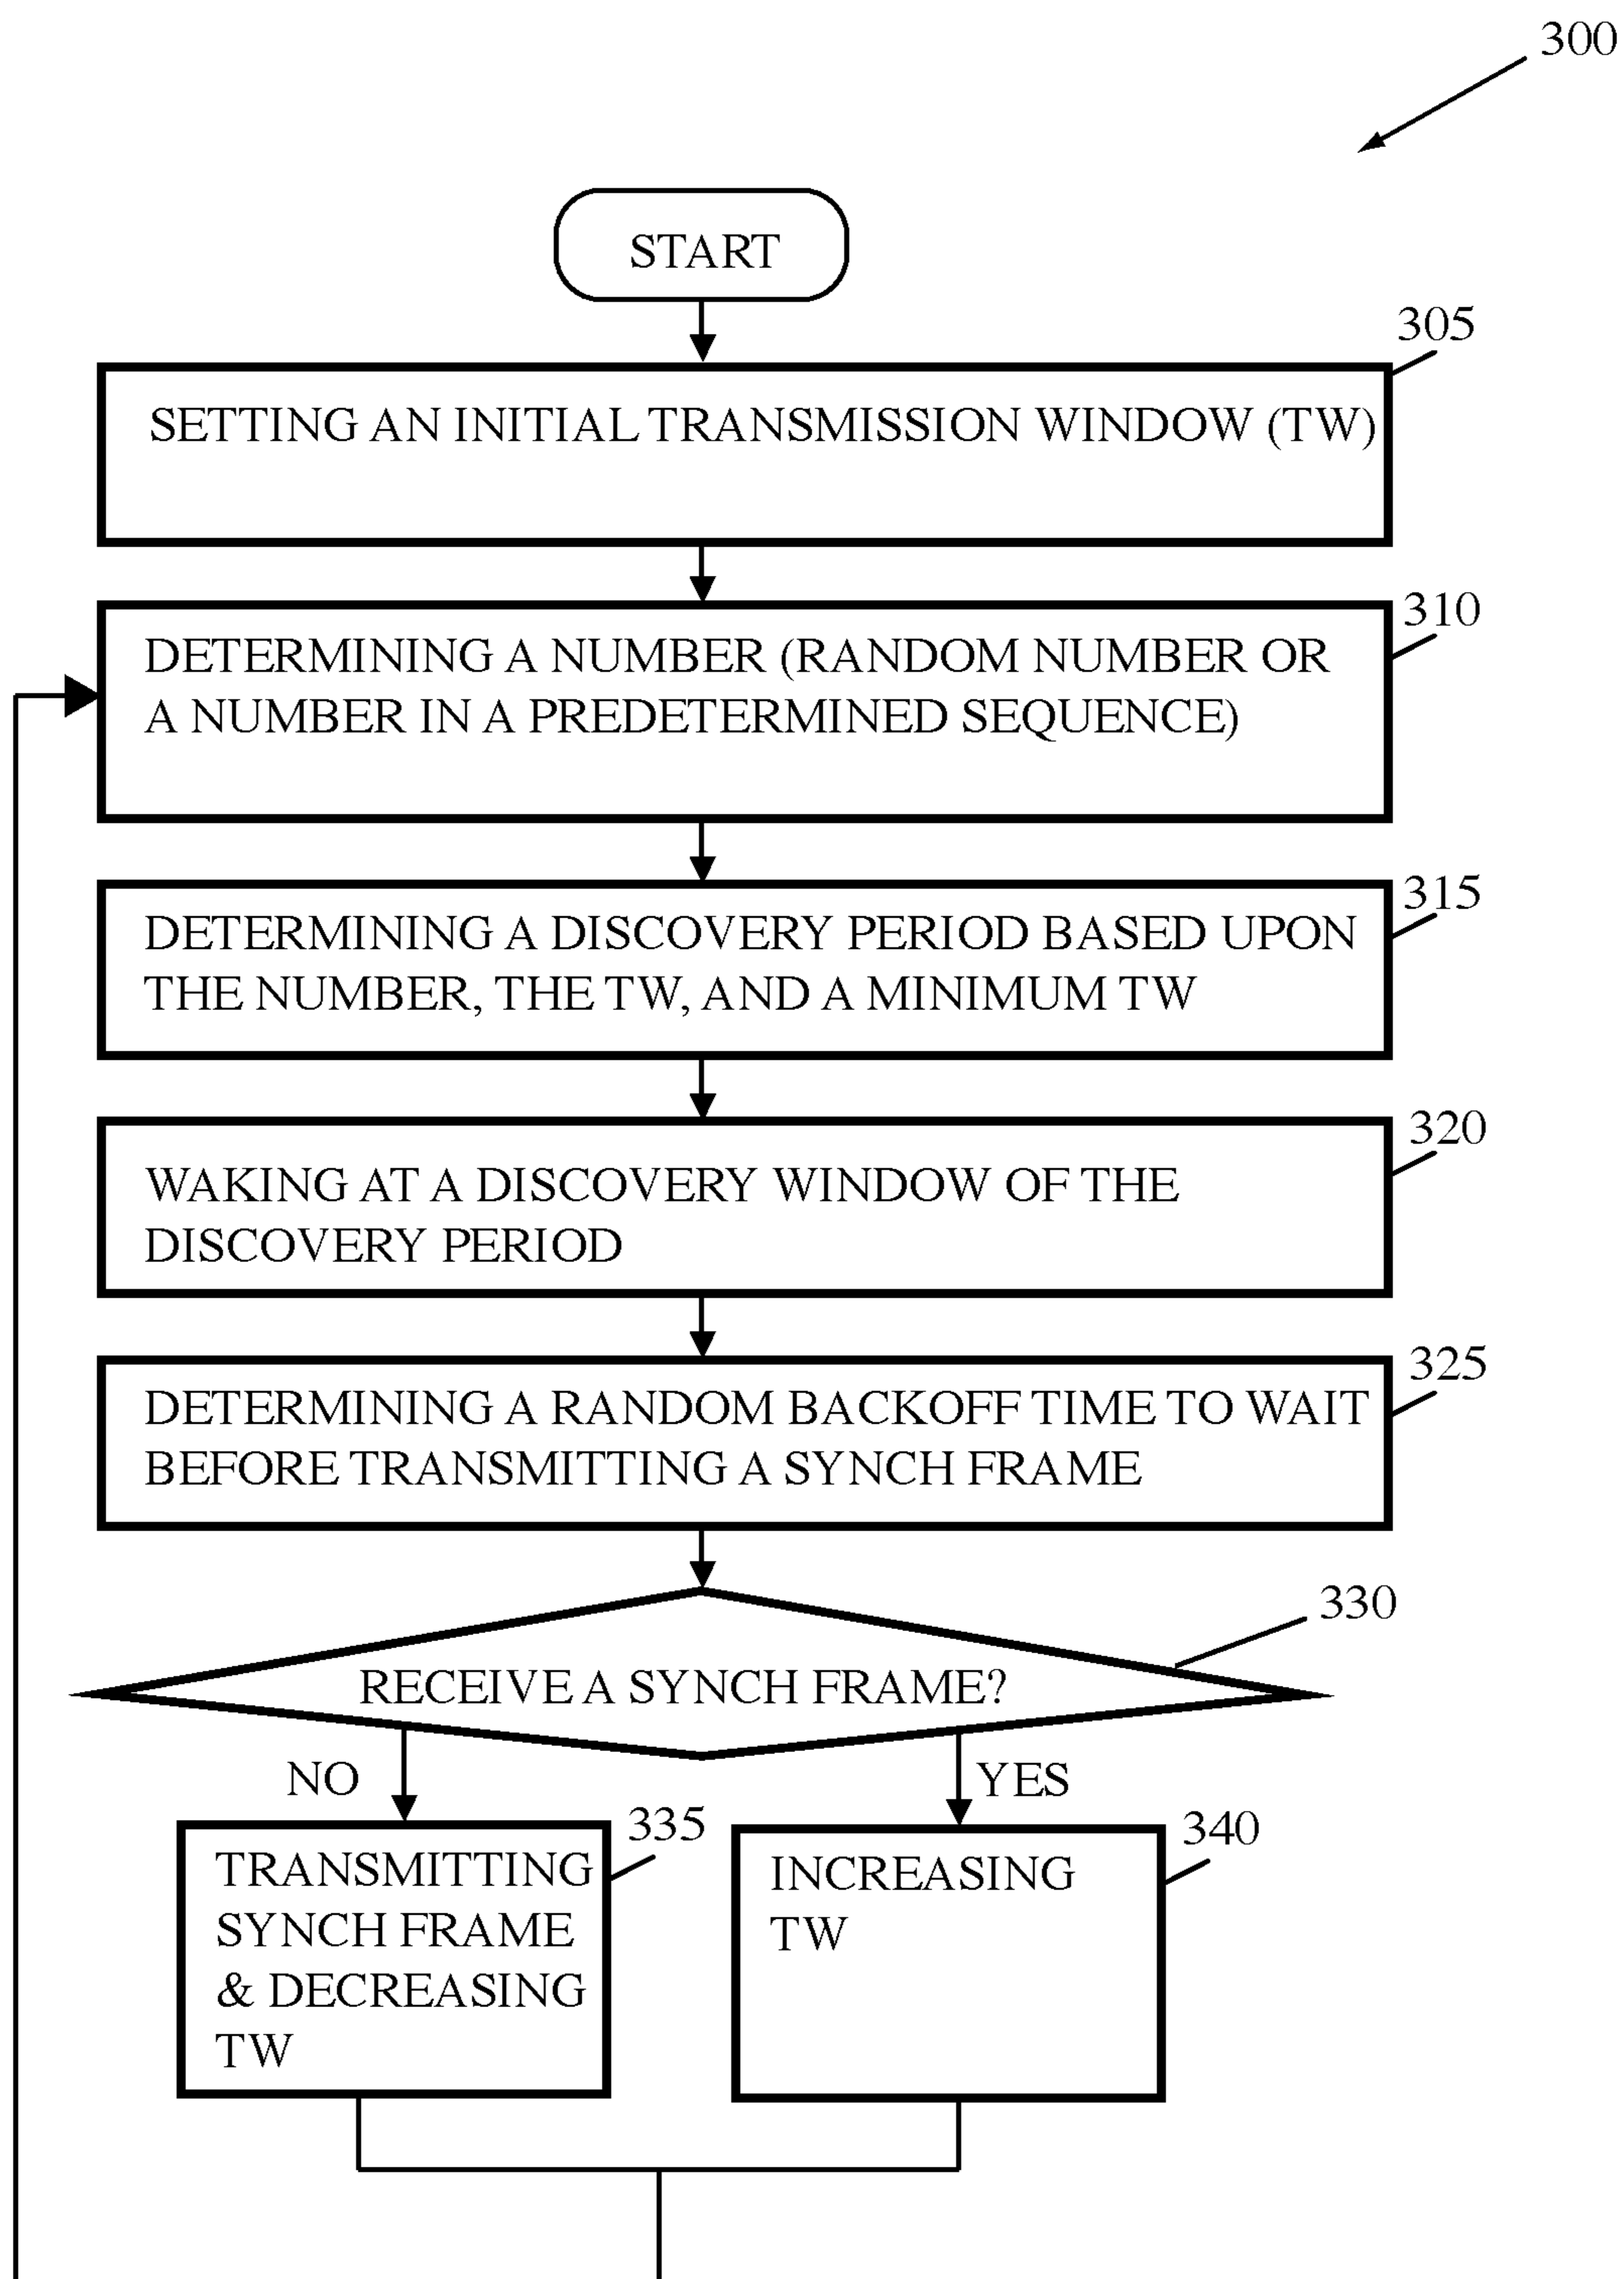 300
START
305
SETTING AN INITIAL TRANSMISSION WINDOW (TW)
310
DETERMINING A NUMBER (RANDOM NUMBER OR
A NUMBER IN A PREDETERMINED SEQUENCE)
315
DETERMINING A DISCOVERY PERIOD BASED UPON
THE NUMBER, THE TW, AND A MINIMUM TW
320
WAKING AT A DISCOVERY WINDOW OF THE
DISCOVERY PERIOD
325
DETERMINING A RANDOM BACKOFF TIME TO WAIT
BEFORE TRANSMITTING A SYNCH FRAME
330
RECEIVE A SYNCH FRAME?
NO
YES
335
TRANSMITTING
SYNCH FRAME
& DECREASING
TW
340
INCREASING
TW